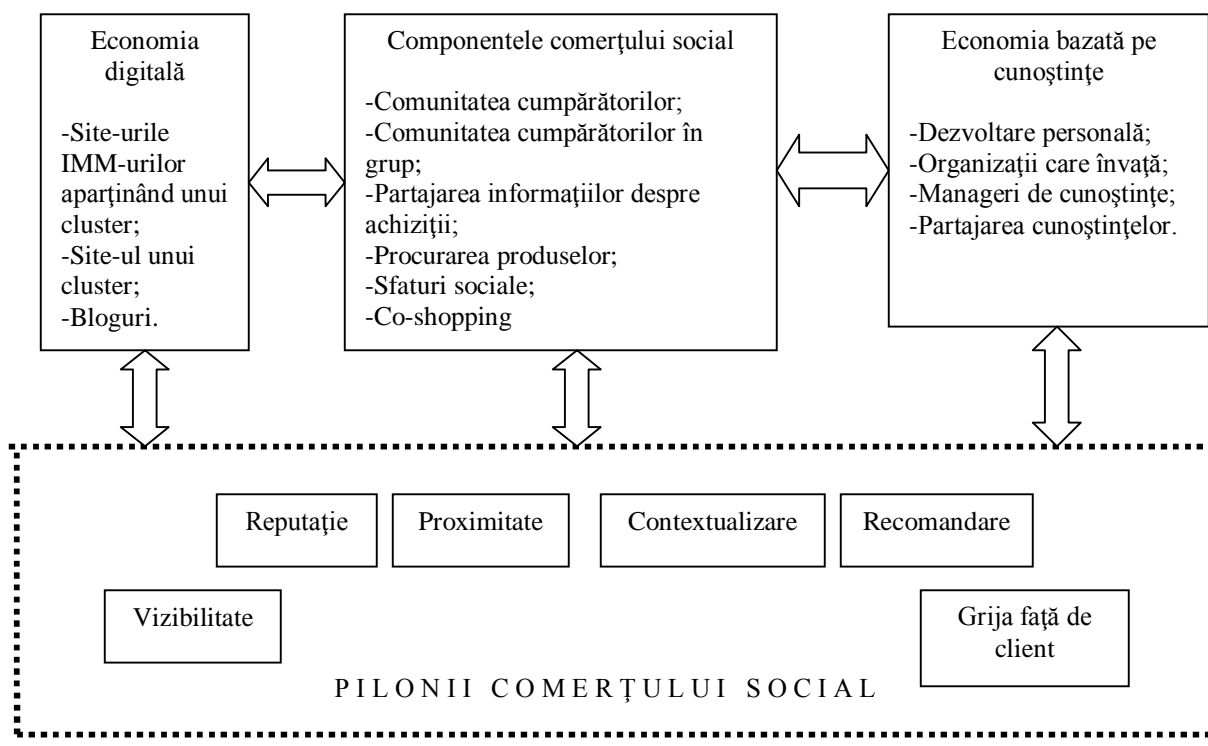 Economia
digitală
-Site-urile
IMM-urilor
aparţinând unui
cluster;
-Site-ul unui
cluster;
-Bloguri.
Componentele comerţului social
-Comunitatea cumpărătorilor;
-Comunitatea cumpărătorilor în
grup;
-Partajarea informaţiilor despre
achiziţii;
-Procurarea produselor;
-Sfaturi sociale;
-Co-shopping
Economia bazată pe
cunoştinţe
-Dezvoltare personală;
-Organizaţii care învaţă;
-Manageri de cunoştinţe;
-Partajarea cunoştinţelor.
Reputaţie
Proximitate
Contextualizare
Recomandare
Vizibilitate
Grija faţă de
client
PILONII COMERŢULUI SOCIAL